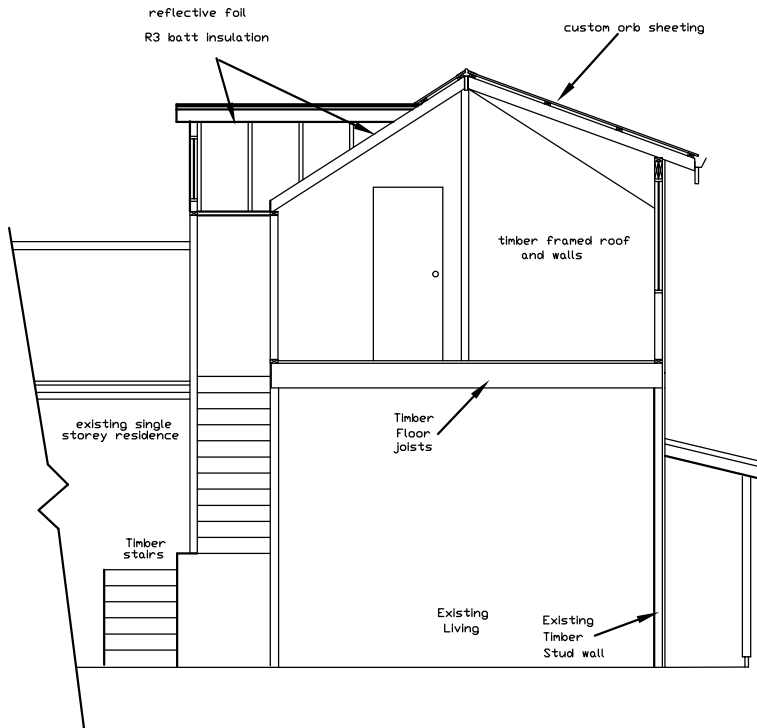 reflective foil
R3 batt insulation
custom orb sheeting
timber framed roof
and walls
existing single
storey residence
Timber
Floor
joists
Timber
stairs
Existing
Living
Existing
Timber
Stud wall